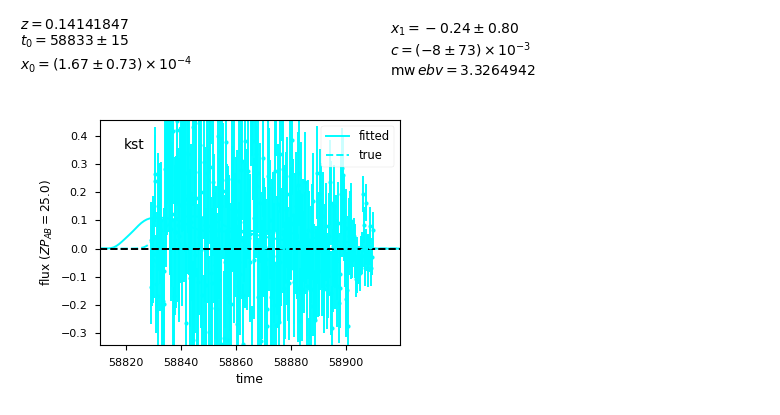 z = 0.14141847
t₀ = 58833 ± 15
x₀ = (1.67 ± 0.73) × 10⁻⁴
x₁ = −0.24 ± 0.80
c = (−8 ± 73) × 10⁻³
mw ebv = 3.3264942
kst
fitted
true
0.4
0.3
0.2
0.1
0.0
−0.1
−0.2
−0.3
flux (ZP_AB = 25.0)
58820 58840 58860 58880 58900
time